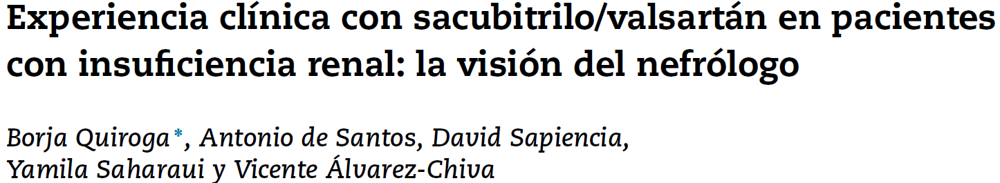 Experiencia clínica con sacubitrilo/valsartán en pacientes
con insuficiencia renal: la visión del nefrólogo
Borja Quiroga*, Antonio de Santos, David Sapiencia,
Yamila Saharaui y Vicente Álvarez-Chiva